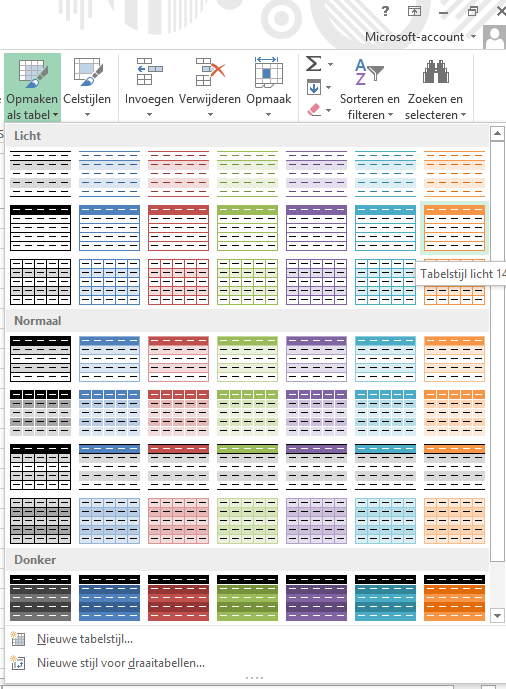 ?
Microsoft-account
Opmaken
als tabel
Celstijlen
Invoegen
Verwijderen
Opmaak
Σ
A
Z
Sorteren en
filteren
Zoeken en
selecteren
Licht
Tabelstijl licht 14
Normaal
Donker
Nieuwe tabelstijl...
Nieuwe stijl voor draaitabellen...